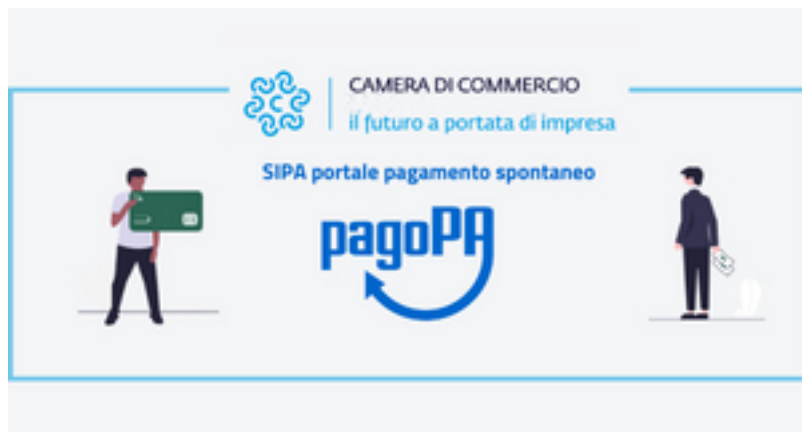 CAMERA DI COMMERCIO
il futuro a portata di impresa
SIPA portale pagamento spontaneo
pagoPA